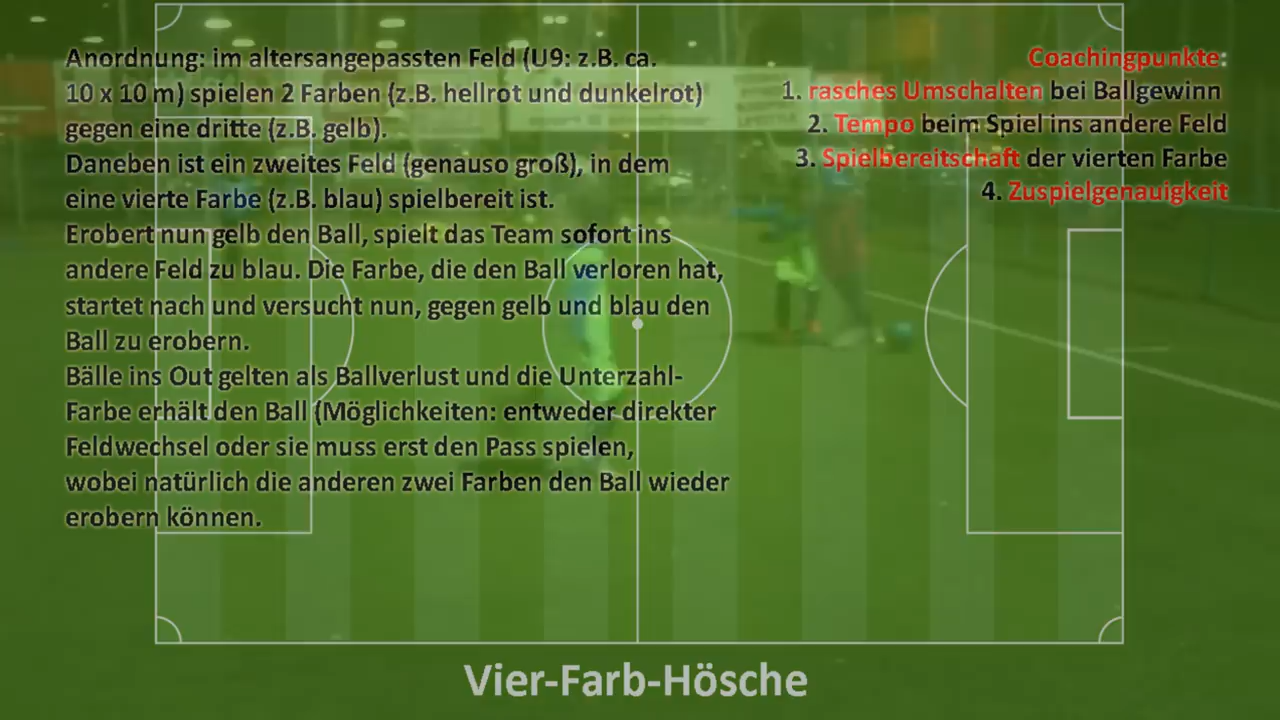 Anordnung: im altersangepassten Feld (U9: z.B. ca.
10 x 10 m) spielen 2 Farben (z.B. hellrot und dunkelrot)
gegen eine dritte (z.B. gelb).
Daneben ist ein zweites Feld (genauso groß), in dem
eine vierte Farbe (z.B. blau) spielbereit ist.
Erobert nun gelb den Ball, spielt das Team sofort ins
andere Feld zu blau. Die Farbe, die den Ball verloren hat,
startet nach und versucht nun, gegen gelb und blau den
Ball zu erobern.
Bälle ins Out gelten als Ballverlust und die Unterzahl-
Farbe erhält den Ball (Möglichkeiten: entweder direkter
Feldwechsel oder sie muss erst den Pass spielen,
wobei natürlich die anderen zwei Farben den Ball wieder
erobern können.
Coachingpunkte:
1. rasches Umschalten bei Ballgewinn
2. Tempo beim Spiel ins andere Feld
3. Spielbereitschaft der vierten Farbe
4. Zuspielgenauigkeit
Vier-Farb-Hösche